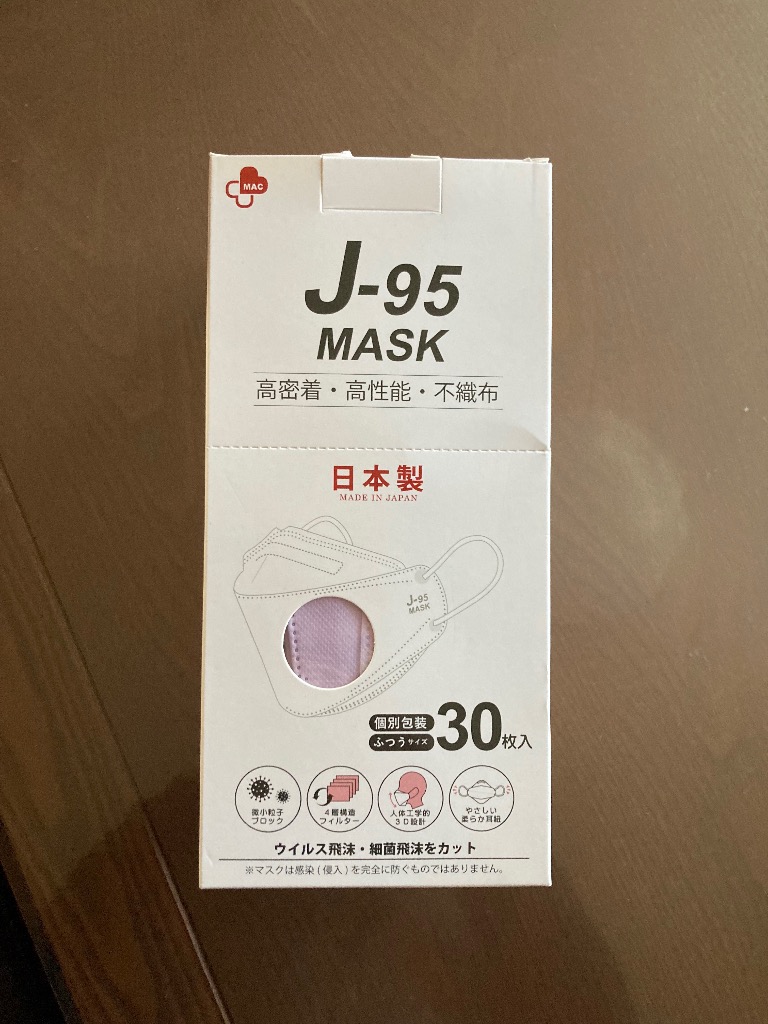 MAC
J-95
MASK
高密着・高性能・不織布
日本製
MADE IN JAPAN
J-95
MASK
個別包装
ふつうサイズ
30枚入
微小粒子
ブロック
4層構造
フィルター
人体工学的
3D設計
やさしい
柔らか耳紐
ウイルス飛沫・細菌飛沫をカット
※マスクは感染(侵入)を完全に防ぐものではありません。